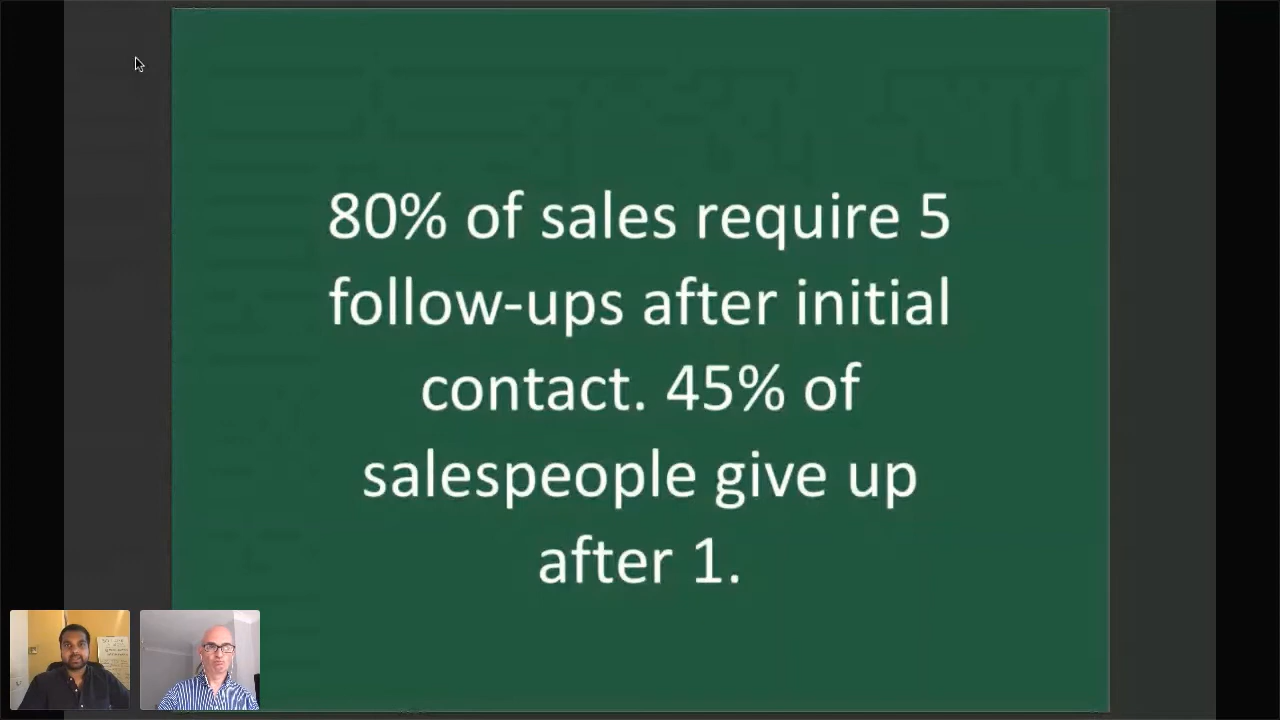 80% of sales require 5
follow-ups after initial
contact. 45% of
salespeople give up
after 1.